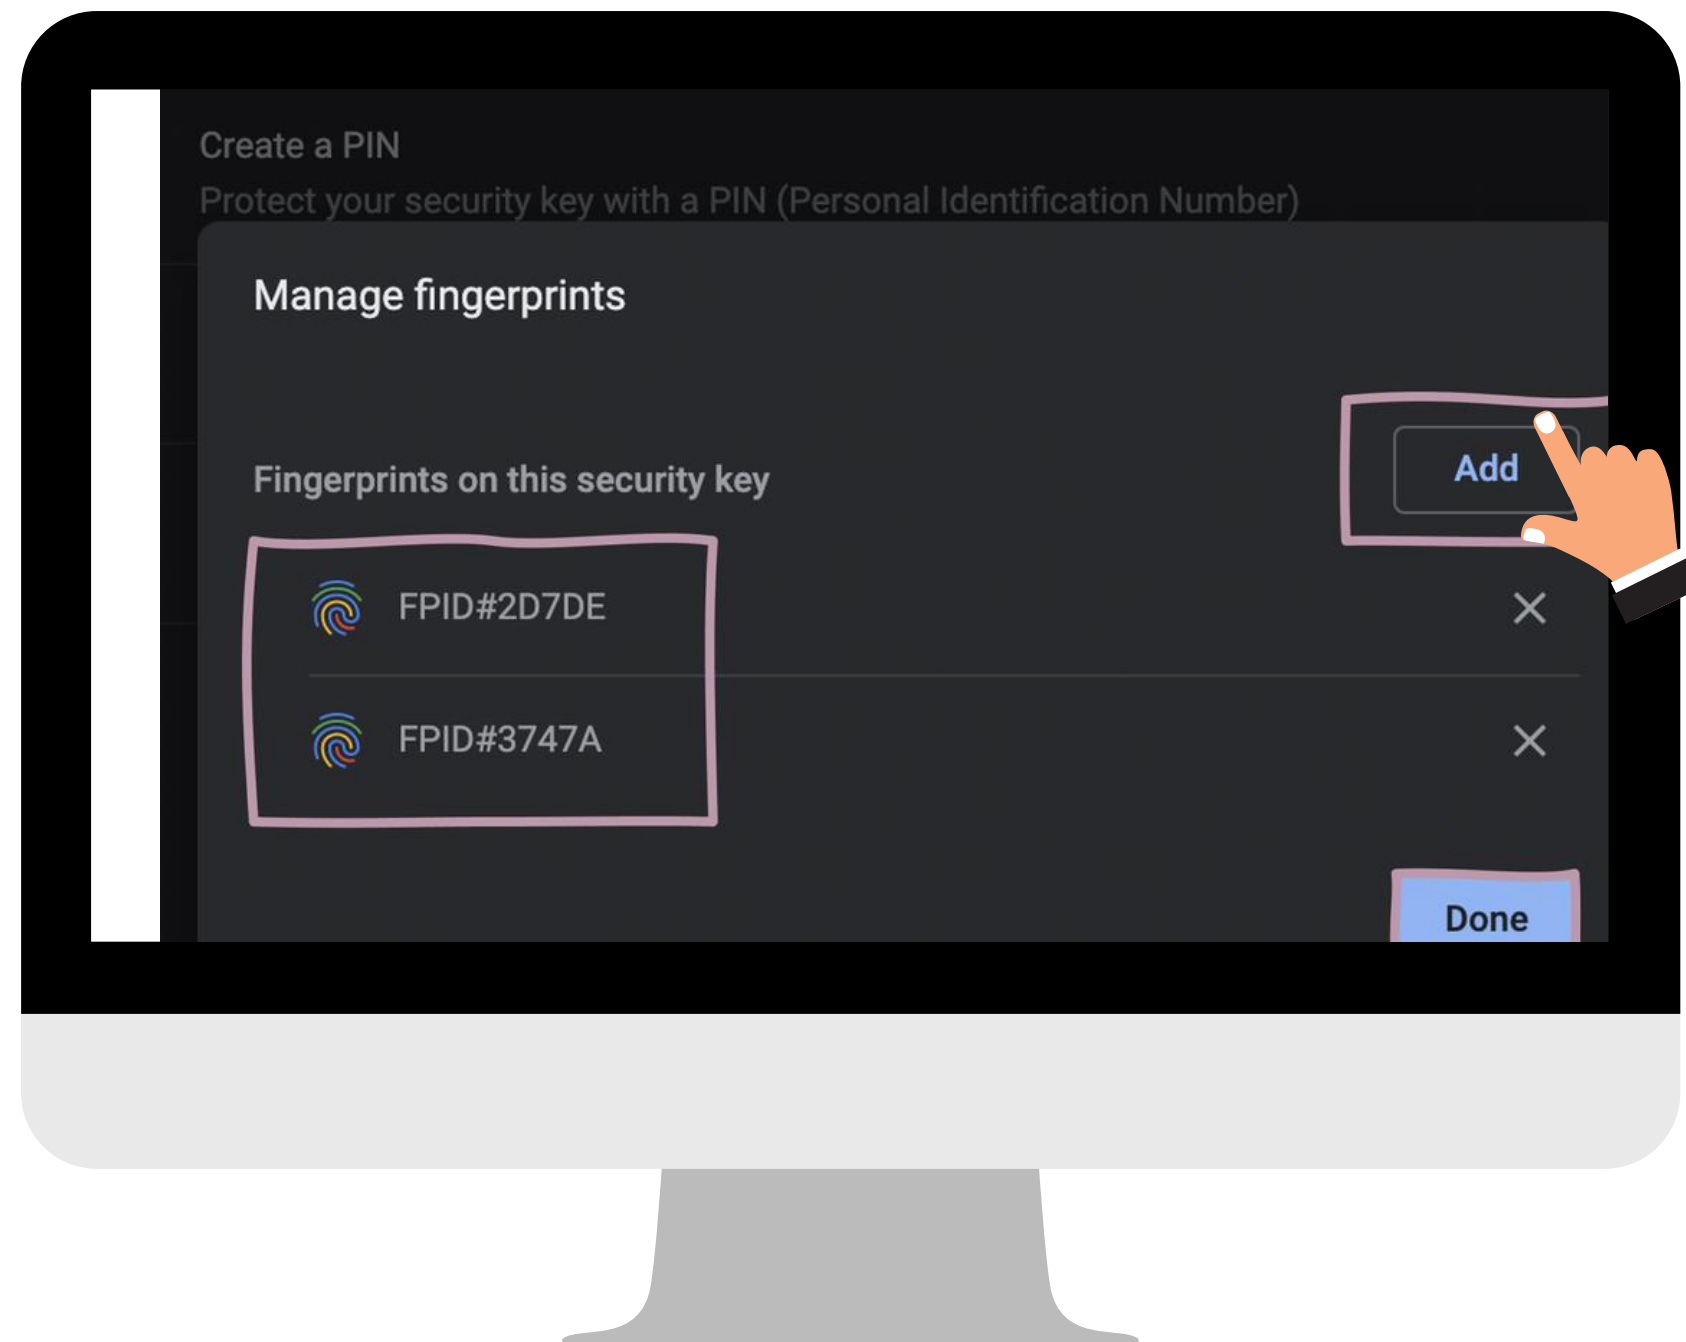 Create a PIN
Protect your security key with a PIN (Personal Identification Number)
Manage fingerprints
Add
Fingerprints on this security key
FPID#2D7DE
FPID#3747A
Done